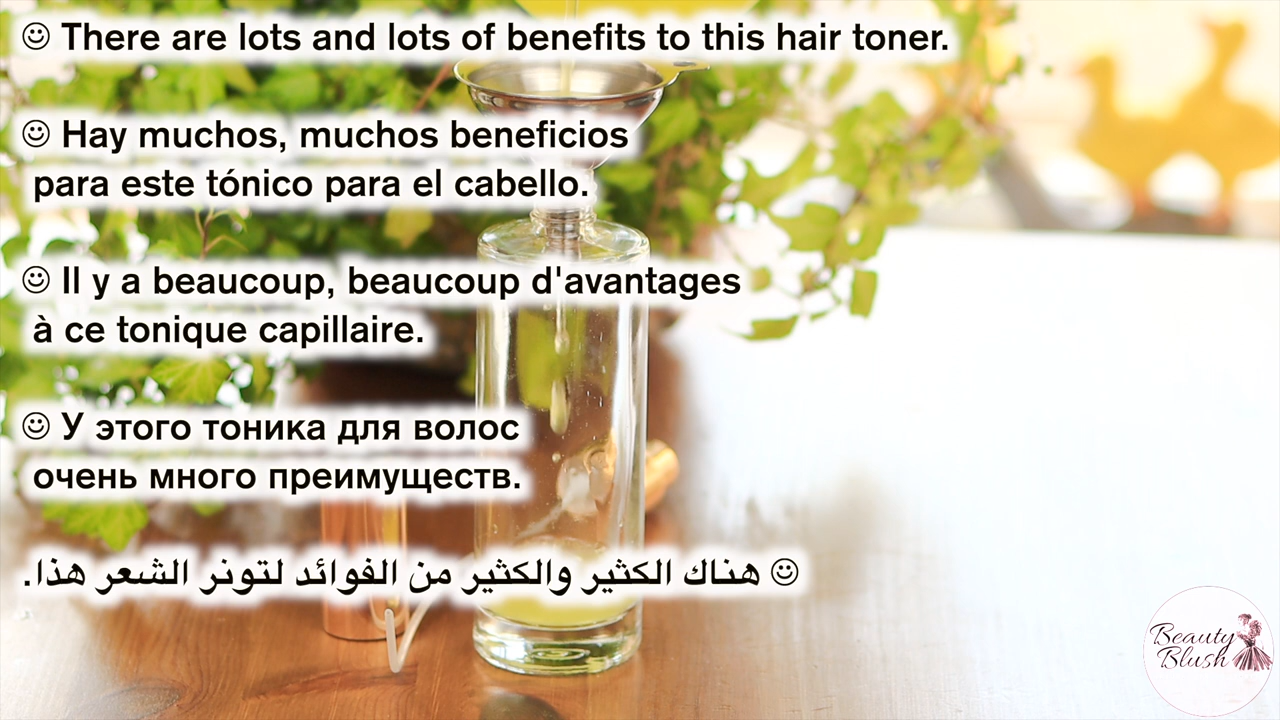 ☺ There are lots and lots of benefits to this hair toner.
☺ Hay muchos, muchos beneficios
para este tónico para el cabello.
☺ Il y a beaucoup, beaucoup d'avantages
à ce tonique capillaire.
☺ У этого тоника для волос
очень много преимуществ.
☺ هناك الكثير والكثير من الفوائد لتونر الشعر هذا.
Beauty
Blush